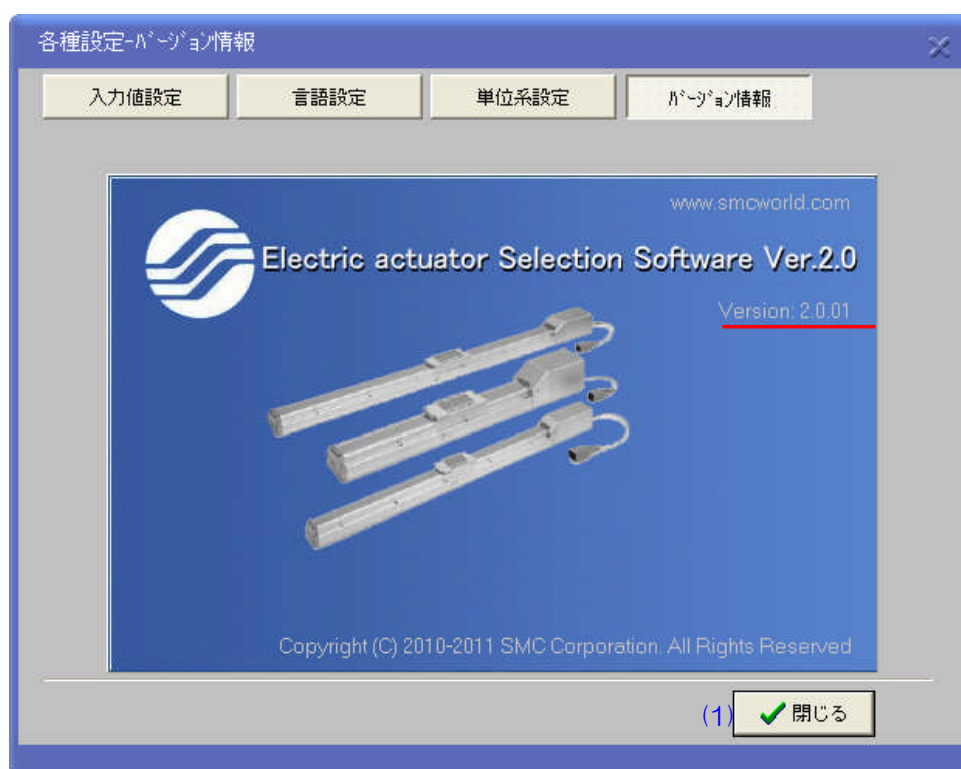 各種設定-ﾊﾞｰｼﾞｮﾝ情報
入力値設定 言語設定 単位系設定 ﾊﾞｰｼﾞｮﾝ情報
www.smcworld.com
Electric actuator Selection Software Ver.2.0
Version: 2.0.01
Copyright (C) 2010-2011 SMC Corporation. All Rights Reserved
(1) 閉じる